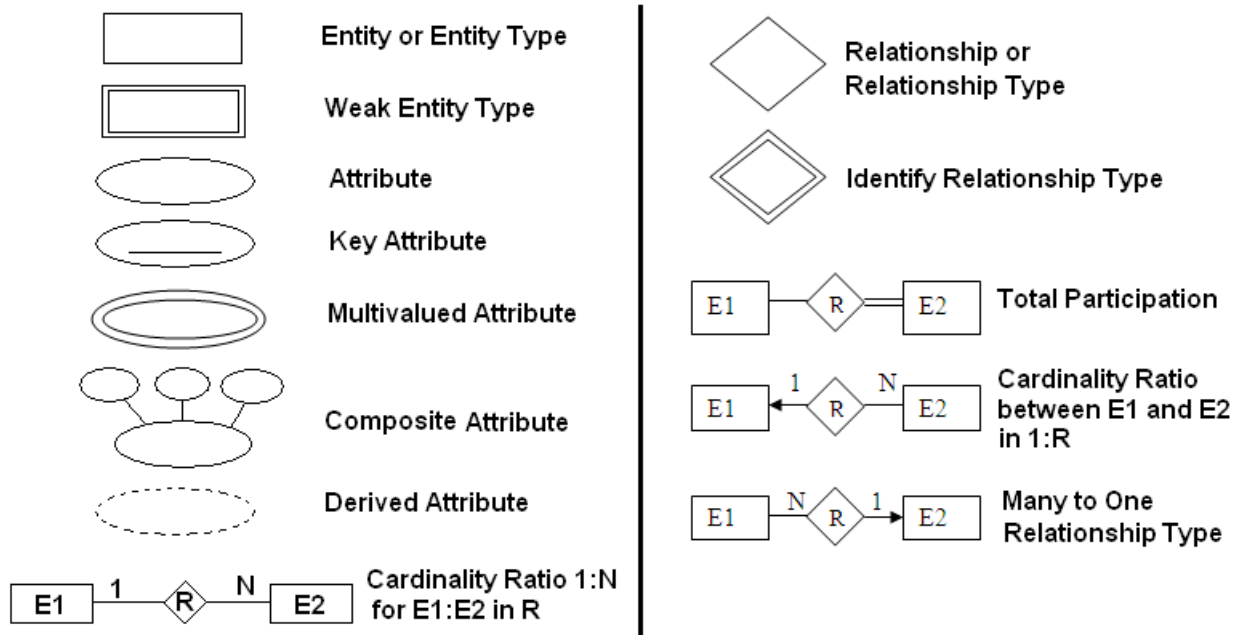 Entity or Entity Type
Weak Entity Type
Attribute
Key Attribute
Multivalued Attribute
Composite Attribute
Derived Attribute
E1 1 R N E2
Cardinality Ratio 1:N
for E1:E2 in R
Relationship or
Relationship Type
Identify Relationship Type
E1 R E2
Total Participation
E1 1 R N E2
Cardinality Ratio
between E1 and E2
in 1:R
E1 N R 1 E2
Many to One
Relationship Type